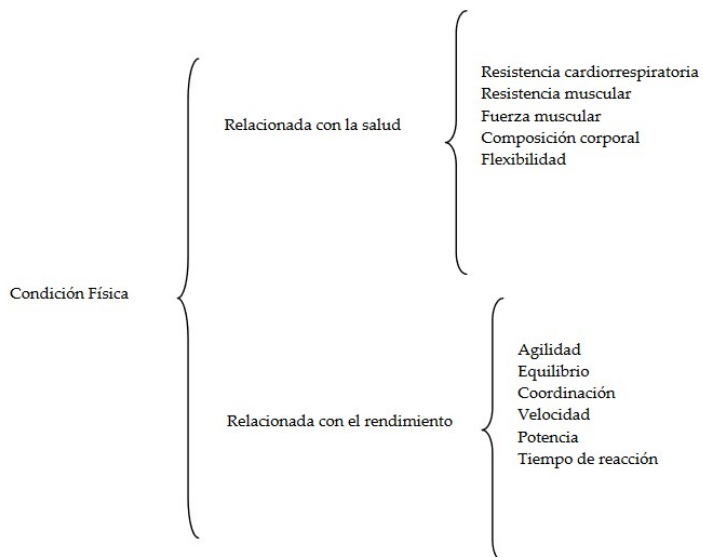 Condición Física
Relacionada con la salud
Resistencia cardiorrespiratoria
Resistencia muscular
Fuerza muscular
Composición corporal
Flexibilidad
Relacionada con el rendimiento
Agilidad
Equilibrio
Coordinación
Velocidad
Potencia
Tiempo de reacción